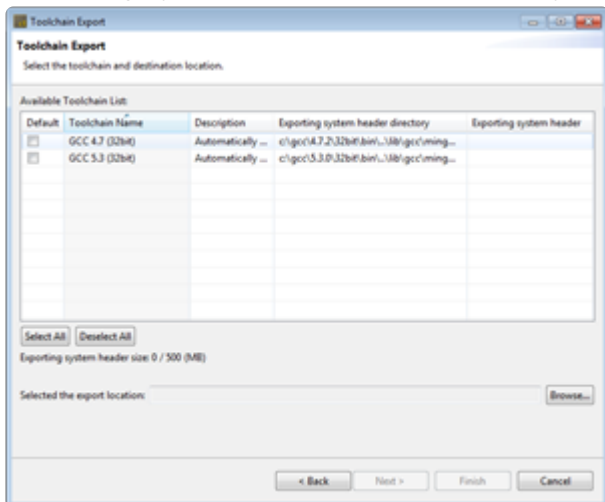 Toolchain Export
Toolchain Export
Select the toolchain and destination location.
Available Toolchain List:
Default Toolchain Name Description Exporting system header directory Exporting system header
GCC 4.7 (32bit) Automatically ... c:\gcc\4.7.2\32bit\bin\..\lib\gcc\ming...
GCC 5.3 (32bit) Automatically ... c:\gcc\5.3.0\32bit\bin\..\lib\gcc\ming...
Select All Deselect All
Exporting system header size: 0 / 500 (MB)
Selected the export location: Browse...
< Back Next > Finish Cancel